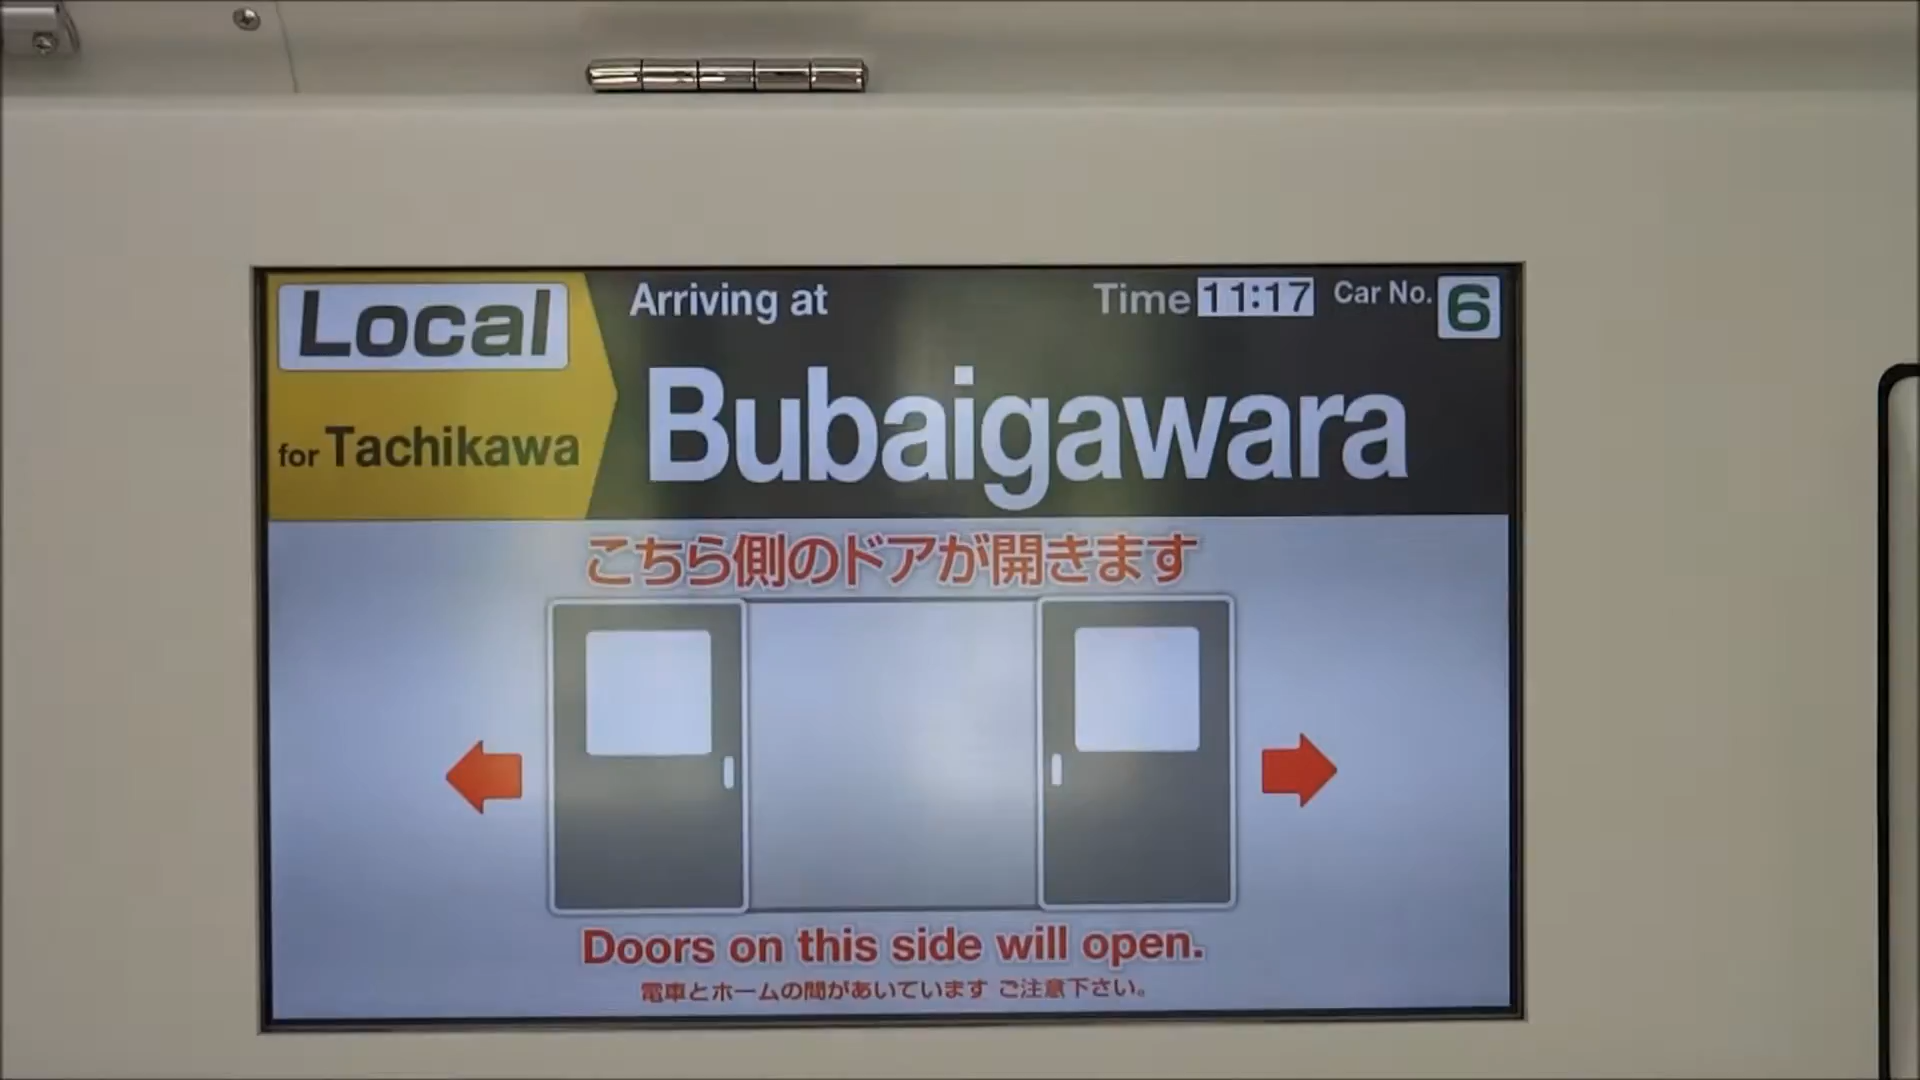 Local
for Tachikawa
Arriving at
Time 11:17 Car No. 6
Bubaigawara
こちら側のドアが開きます
Doors on this side will open.
電車とホームの間があいています ご注意下さい。